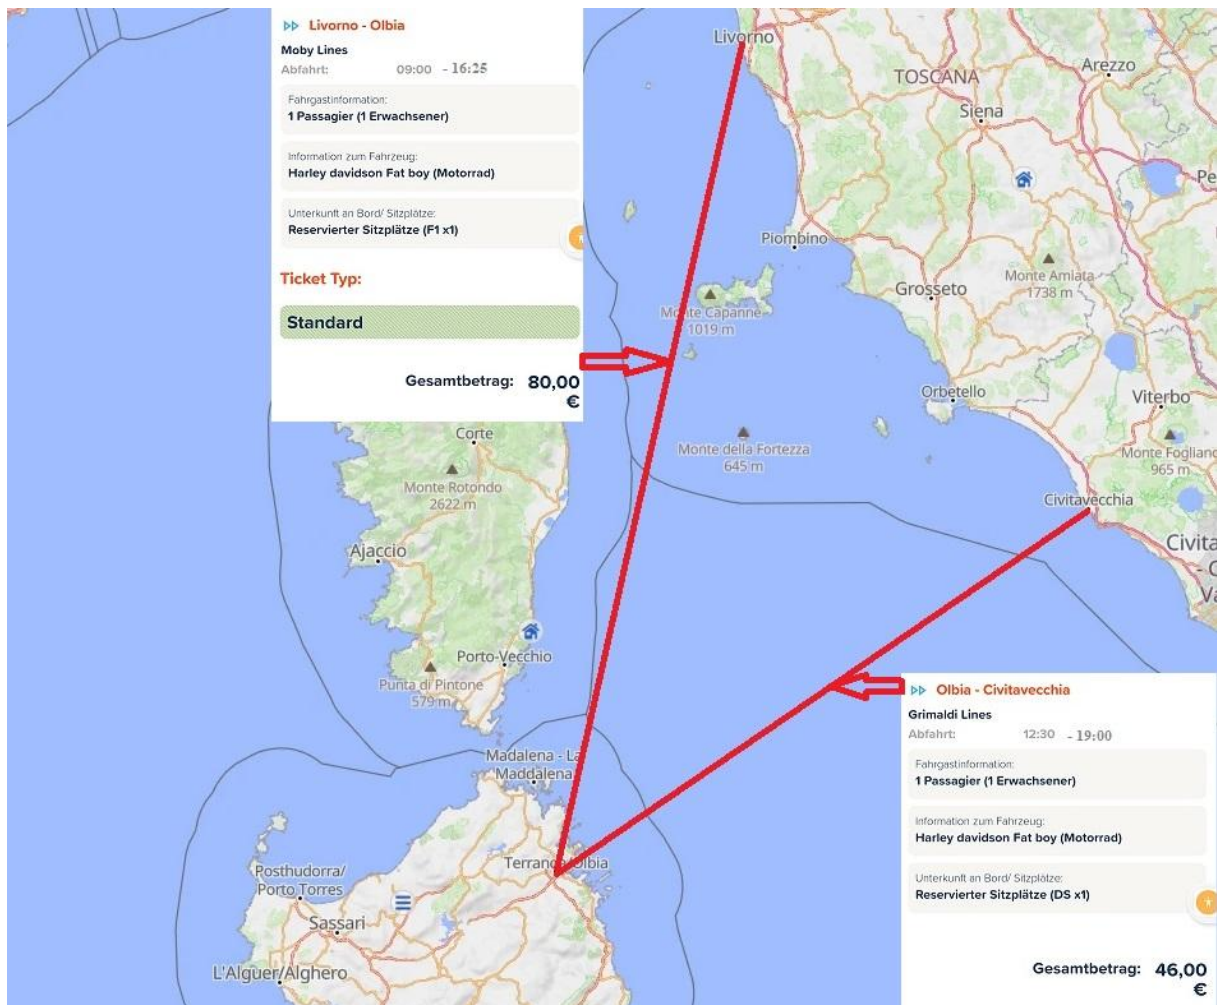 Livorno - Olbia
Moby Lines
Abfahrt: 09:00 - 16:25
Fahrgastinformation:
1 Passagier (1 Erwachsener)
Information zum Fahrzeug:
Harley davidson Fat boy (Motorrad)
Unterkunft an Bord/ Sitzplätze:
Reservierter Sitzplätze (F1 x1)
Ticket Typ:
Standard
Gesamtbetrag: 80,00
€
Livorno
TOSCANA
Arezzo
Siena
Pe
Piombino
Monte Amiata
1738 m
Grosseto
Monte Capanne
1019 m
Orbetello
Viterbo
Corte
Monte della Fortezza
645 m
Monte Fogliano
965 m
Monte Rotondo
2622 m
Civitavecchia
Ajaccio
Civita
- C
Va
Porto-Vecchio
Punta di Pintone
579 m
Madalena - La
Maddalena
Olbia - Civitavecchia
Grimaldi Lines
Abfahrt: 12:30 - 19:00
Fahrgastinformation:
1 Passagier (1 Erwachsener)
Information zum Fahrzeug:
Harley davidson Fat boy (Motorrad)
Unterkunft an Bord/ Sitzplätze:
Reservierter Sitzplätze (DS x1)
Gesamtbetrag: 46,00
€
Olbia
Posthudorra/
Porto Torres
Sassari
L'Alguer/Alghero